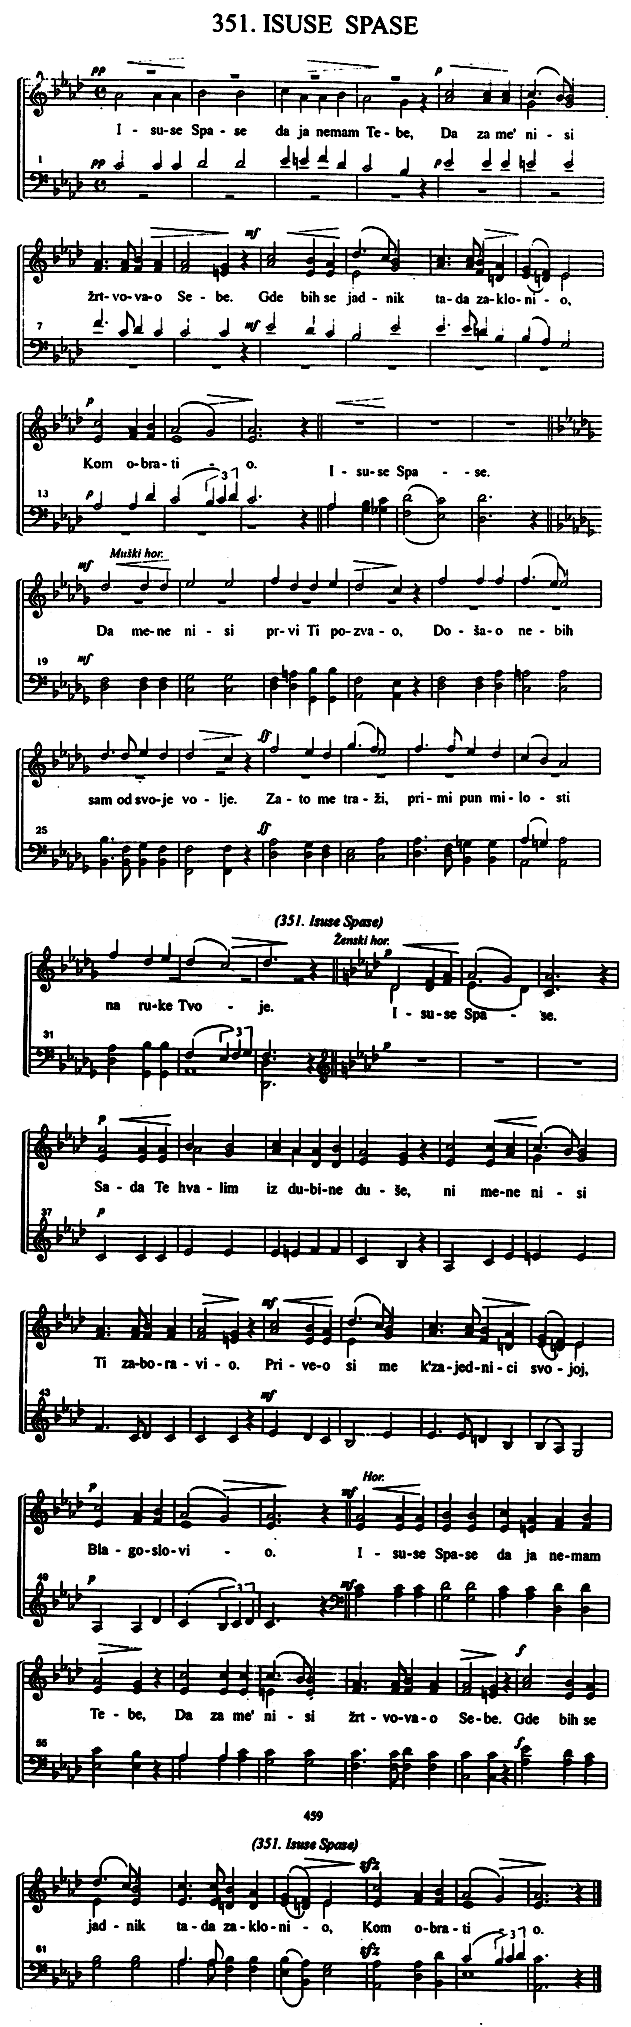 351. ISUSE SPASE
pp
p
I - su-se Spa - se da ja nemam Te-be, Da za me' ni - si
1
pp
p
mf
žrt-vo-va-o Se - be. Gde bih se jad - nik ta-da za-klo-ni - o,
7
mf
p
Kom o-bra-ti - o. I - su-se Spa - - se.
3
13
p
mf
Muški hor.
Da me-ne ni - si pr-vi Ti po-zva - o, Do - ša-o ne - bih
19
mf
ff
sam od svo-je vo - lje. Za - to me tra - ži, pri - mi pun mi - lo - sti
25
ff
(351. Isuse Spase)
Ženski hor.
p
na ru-ke Tvo - je. I - su-se Spa - se.
31
3
p
p
Sa - da Te hva - lim iz du-bi-ne du - še, ni me-ne ni - si
37
p
mf
Ti za-bo-ra - vi - o. Pri-ve-o si me k'za-jed-ni-ci svo-joj,
43
mf
p
Hor.
mf
Bla - go-slo-vi - o. I - su-se Spa-se da ja ne-mam
49
p
3
mf
f
Te - be, Da za me' ni - si žrt-vo-va-o Se-be. Gde bih se
55
f
459
(351. Isuse Spase)
sfz
jad - nik ta-da za-klo-ni - o, Kom o-bra-ti - o.
61
sfz
3